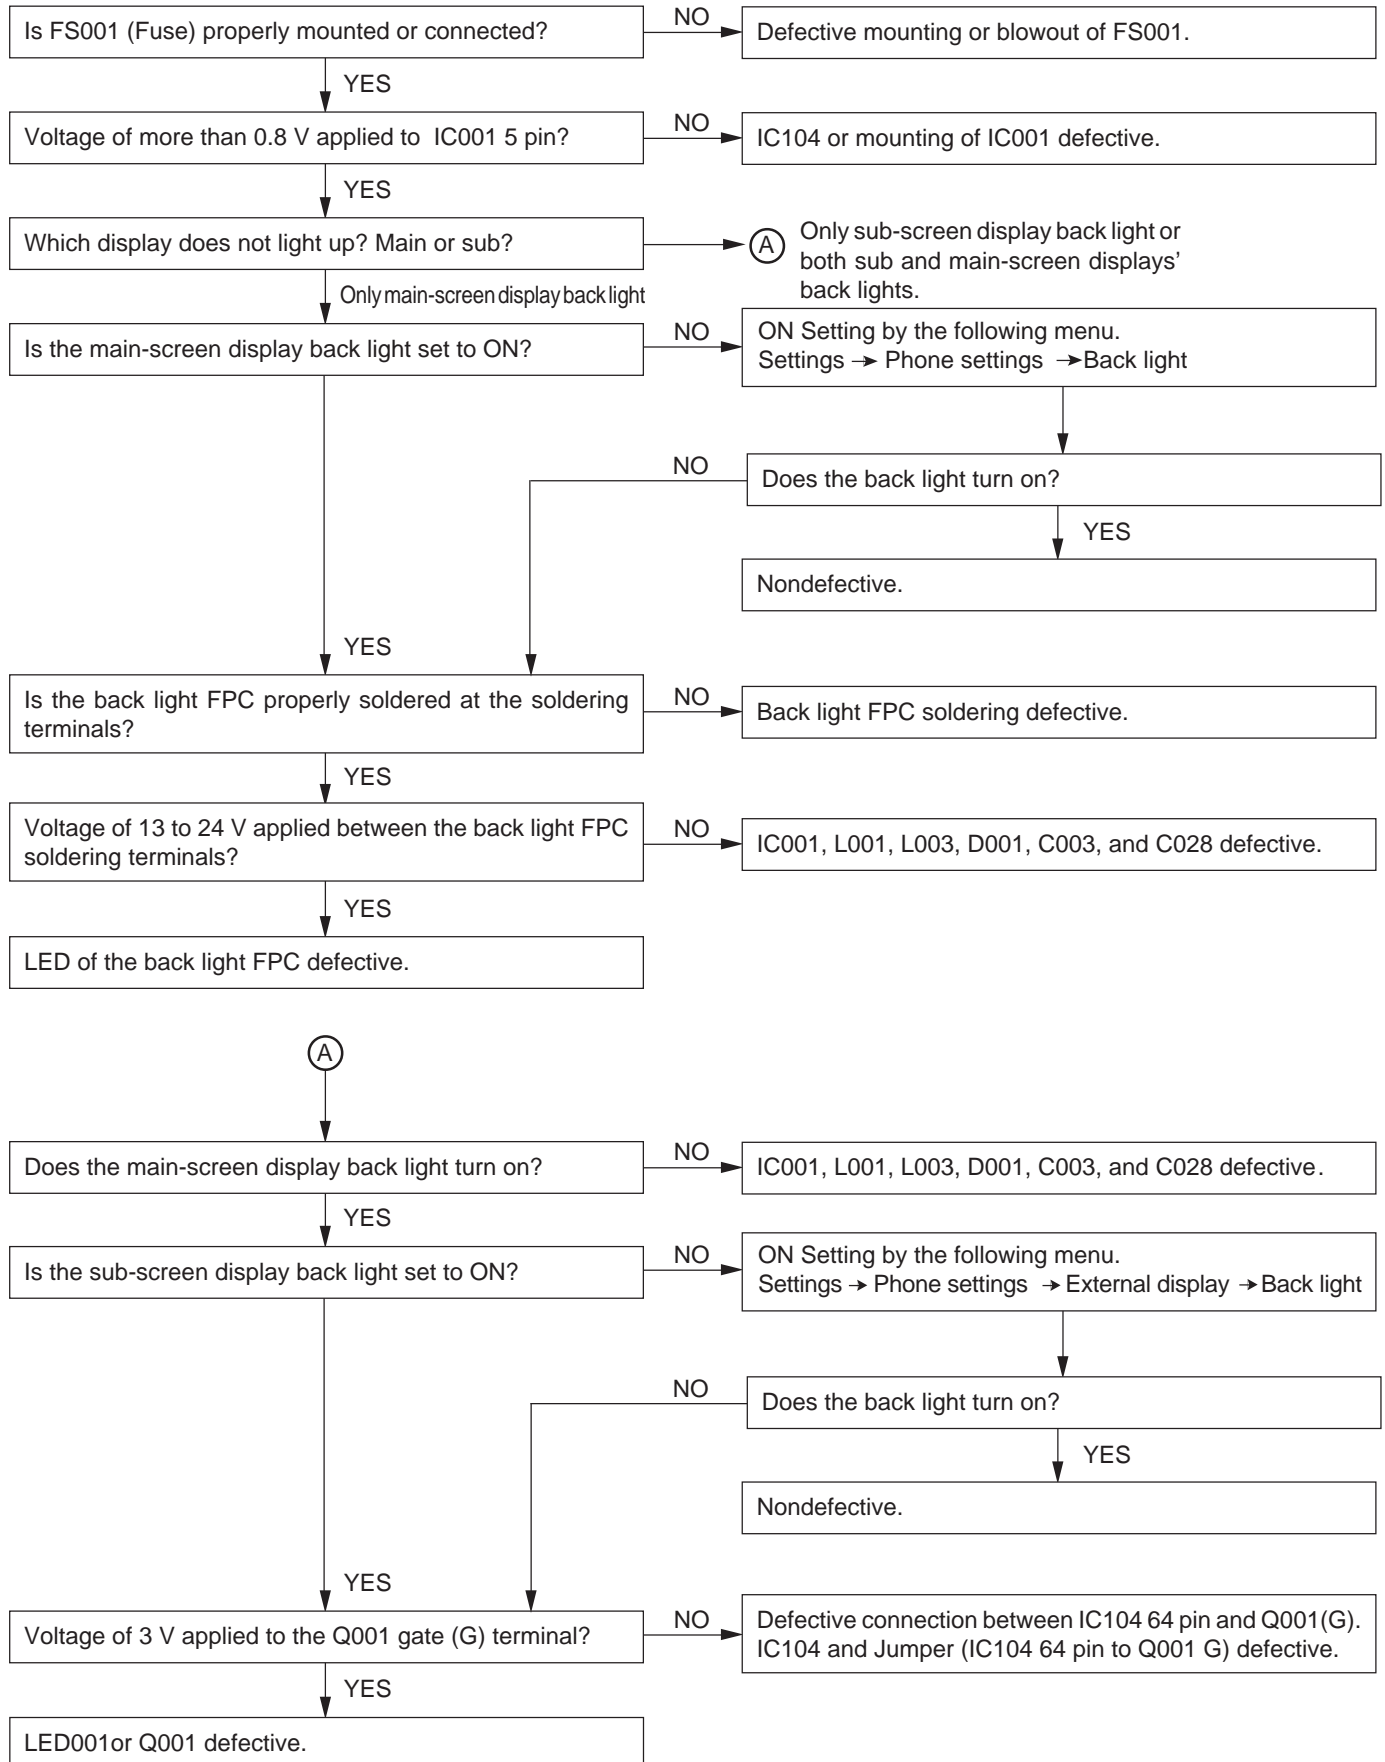 Is FS001 (Fuse) properly mounted or connected?
NO
Defective mounting or blowout of FS001.
YES
Voltage of more than 0.8 V applied to IC001 5 pin?
NO
IC104 or mounting of IC001 defective.
YES
Which display does not light up? Main or sub?
A
Only sub-screen display back light or
both sub and main-screen displays'
back lights.
Only main-screen display back light
Is the main-screen display back light set to ON?
NO
ON Setting by the following menu.
Settings → Phone settings → Back light
NO
Does the back light turn on?
YES
Nondefective.
YES
Is the back light FPC properly soldered at the soldering
terminals?
NO
Back light FPC soldering defective.
YES
Voltage of 13 to 24 V applied between the back light FPC
soldering terminals?
NO
IC001, L001, L003, D001, C003, and C028 defective.
YES
LED of the back light FPC defective.
A
Does the main-screen display back light turn on?
NO
IC001, L001, L003, D001, C003, and C028 defective.
YES
Is the sub-screen display back light set to ON?
NO
ON Setting by the following menu.
Settings → Phone settings → External display → Back light
NO
Does the back light turn on?
YES
Nondefective.
YES
Voltage of 3 V applied to the Q001 gate (G) terminal?
NO
Defective connection between IC104 64 pin and Q001(G).
IC104 and Jumper (IC104 64 pin to Q001 G) defective.
YES
LED001or Q001 defective.